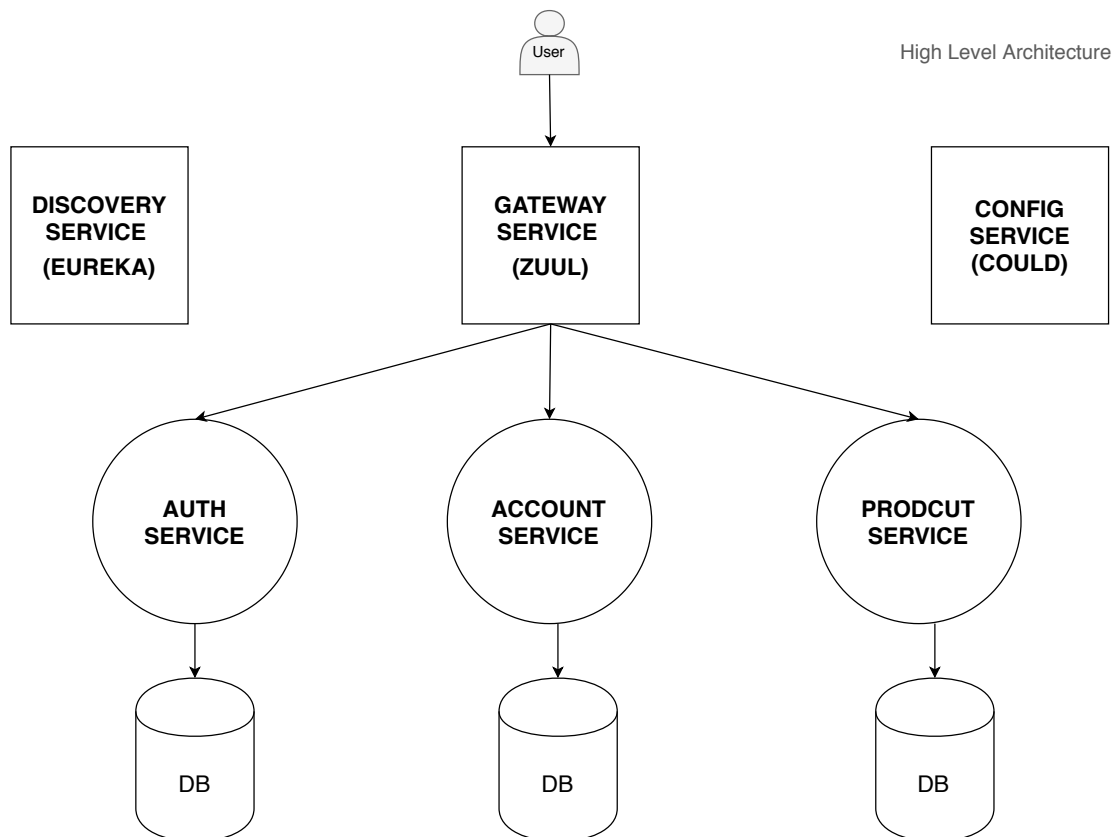 User
High Level Architecture
DISCOVERY
SERVICE
(EUREKA)
GATEWAY
SERVICE
(ZUUL)
CONFIG
SERVICE
(COULD)
AUTH
SERVICE
ACCOUNT
SERVICE
PRODCUT
SERVICE
DB
DB
DB